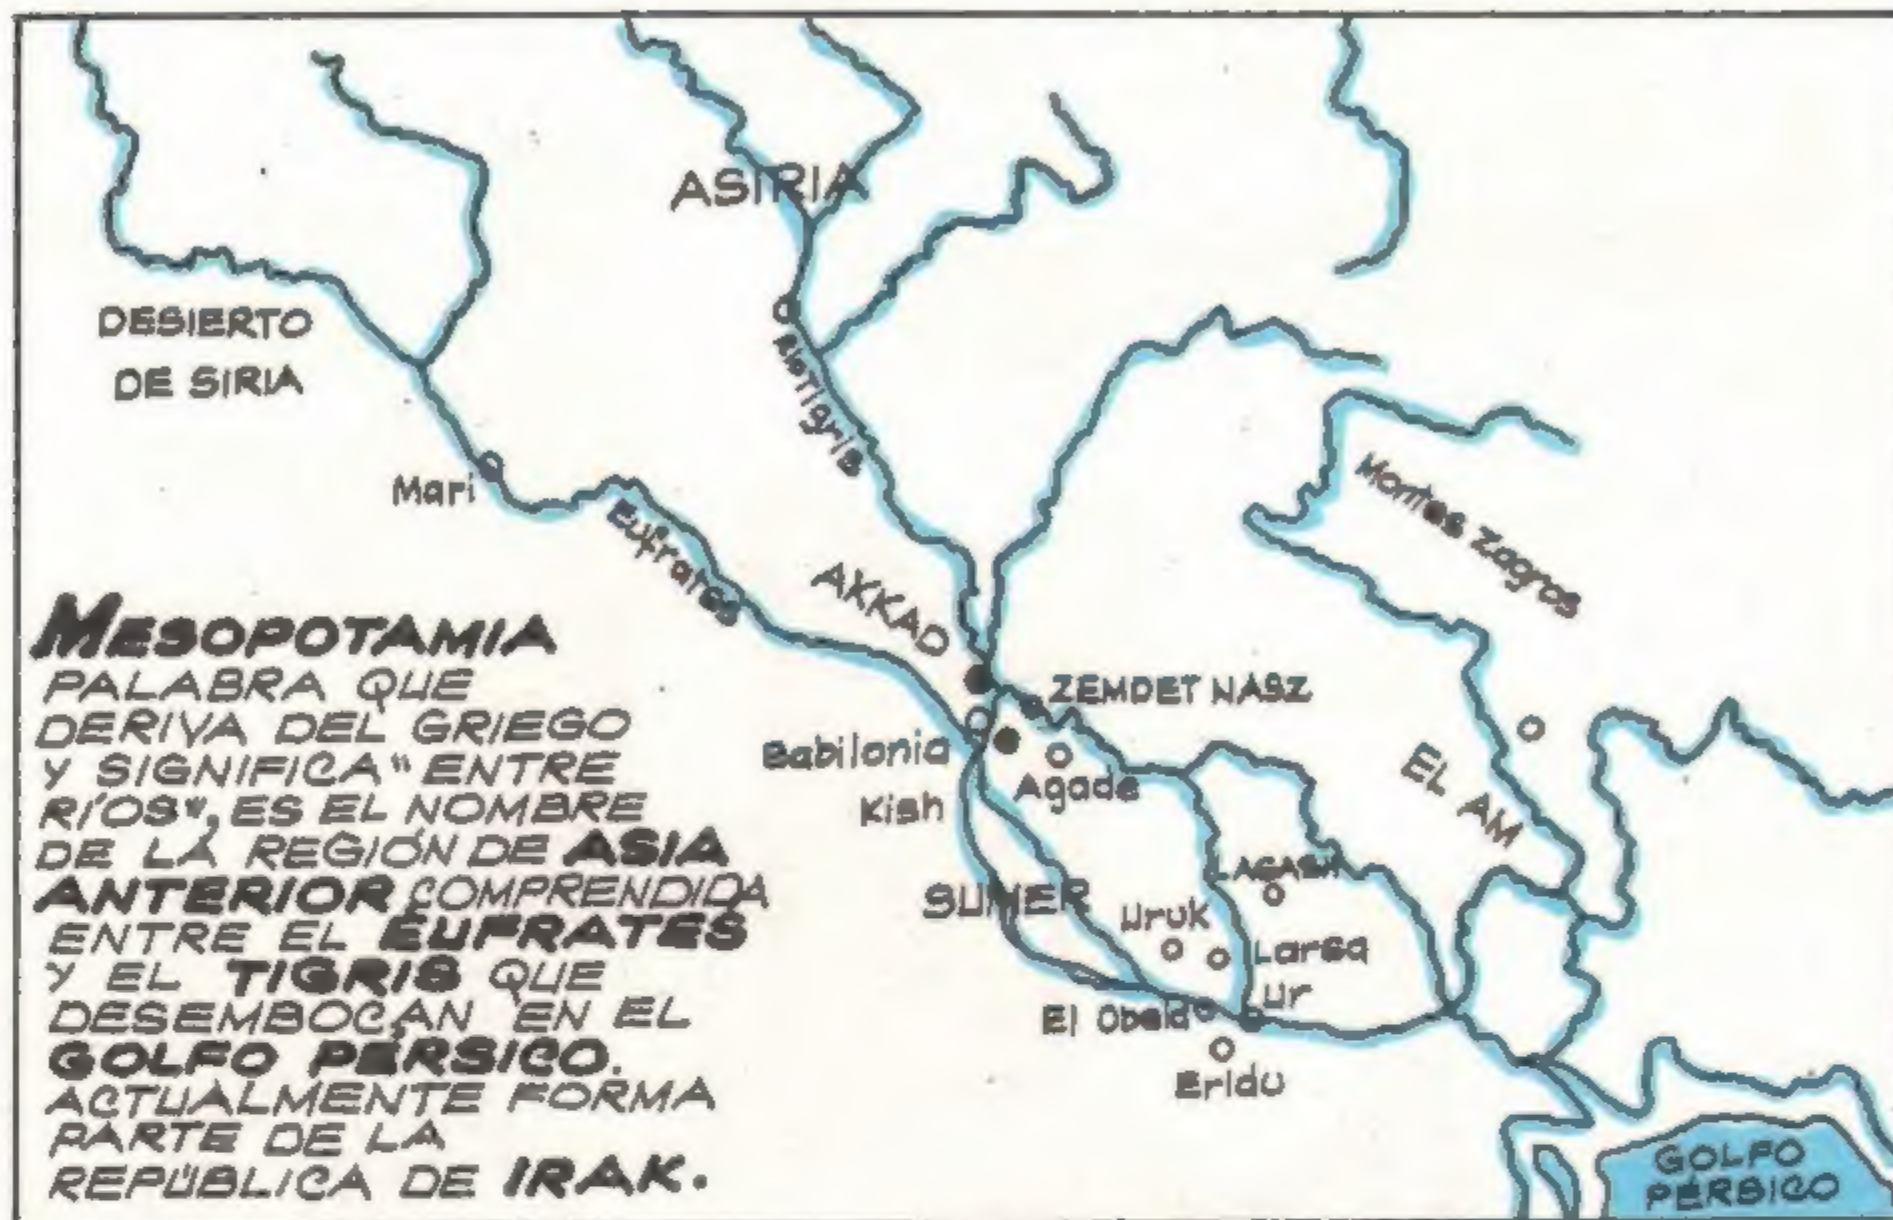 ASIRIA
DESIERTO
DE SIRIA
Río Tigris
Mari
Eufrates
Montes Zagros
AKKAD
ZEMDET NASZ
Babilonia
Agade
Kish
EL AM
LAGASH
SUMER
Uruk
Larsa
Ur
El Obeid
Eridu
GOLFO
PÉRSICO
MESOPOTAMIA
PALABRA QUE
DERIVA DEL GRIEGO
Y SIGNIFICA "ENTRE
RÍOS", ES EL NOMBRE
DE LA REGIÓN DE ASIA
ANTERIOR COMPRENDIDA
ENTRE EL EUFRATES
Y EL TIGRIS QUE
DESEMBOCAN EN EL
GOLFO PÉRSICO.
ACTUALMENTE FORMA
PARTE DE LA
REPÚBLICA DE IRAK.